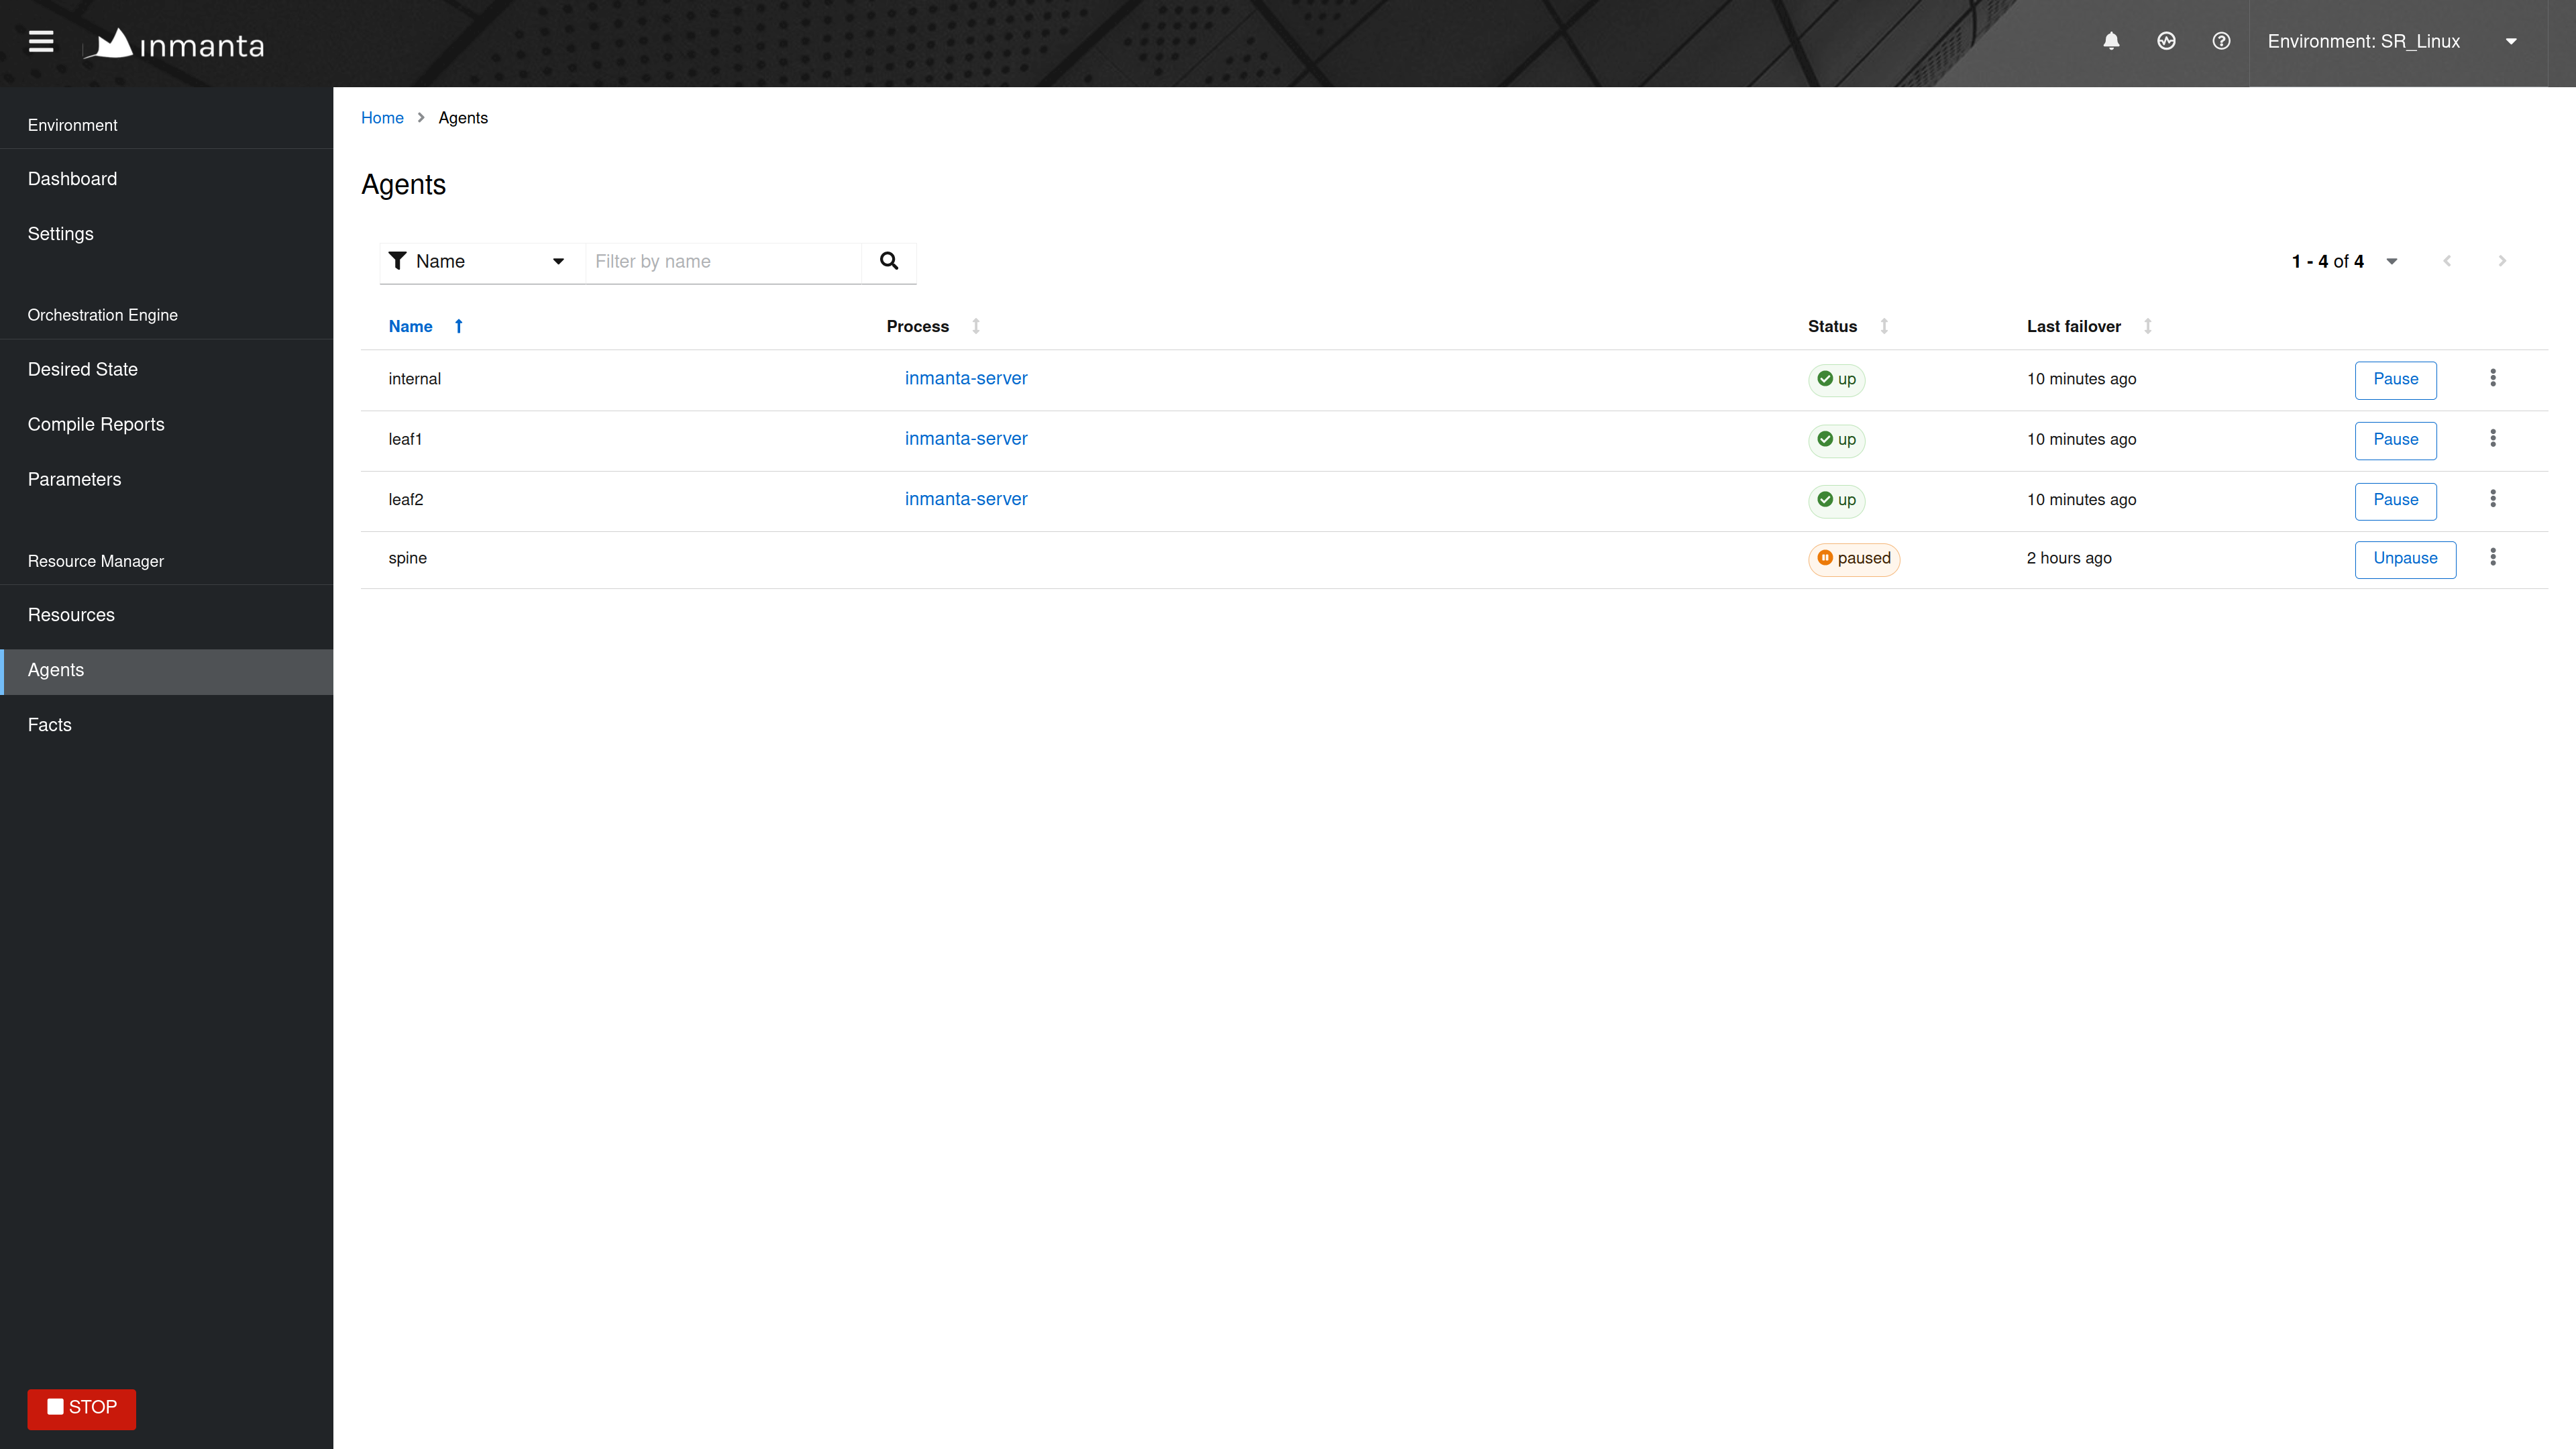 inmanta
Environment: SR_Linux
Environment
Dashboard
Settings
Orchestration Engine
Desired State
Compile Reports
Parameters
Resource Manager
Resources
Agents
Facts
STOP
Home > Agents
Agents
Name Filter by name 1 - 4 of 4
Name Process Status Last failover
internal inmanta-server up 10 minutes ago Pause
leaf1 inmanta-server up 10 minutes ago Pause
leaf2 inmanta-server up 10 minutes ago Pause
spine paused 2 hours ago Unpause